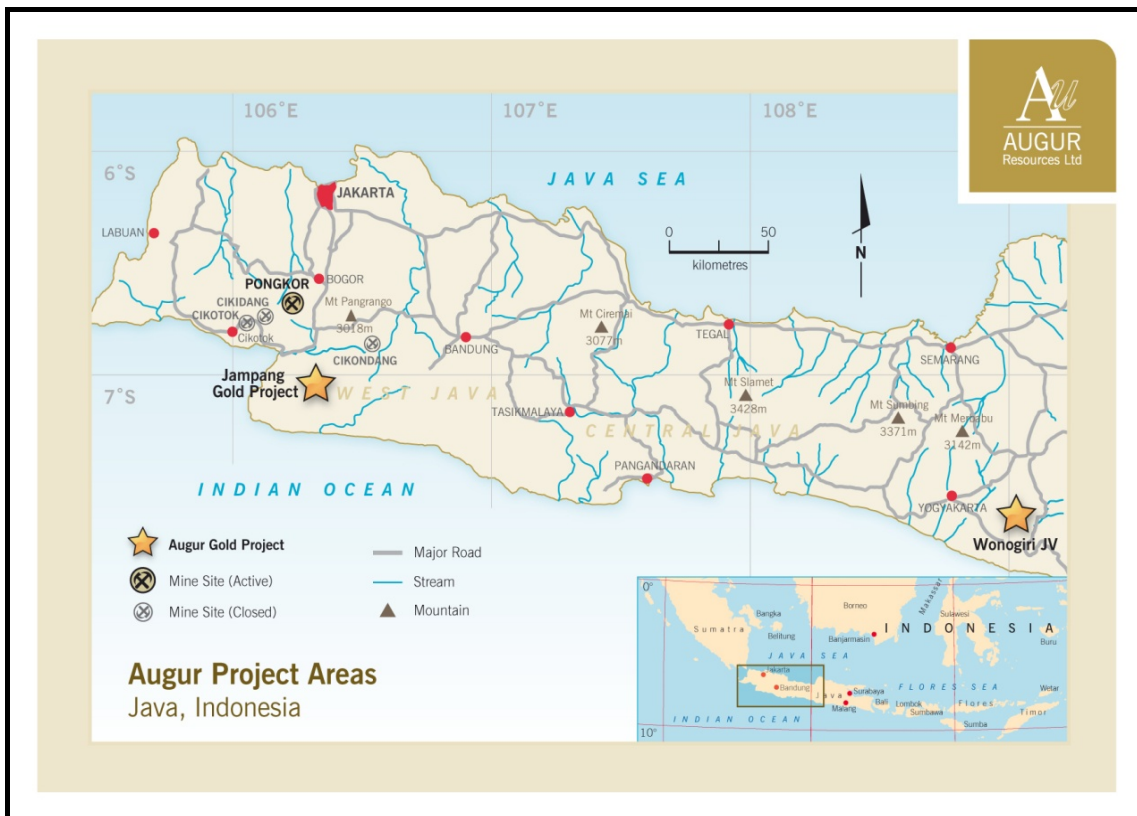 Au
AUGUR
Resources Ltd
106°E
107°E
108°E
6°S
7°S
JAVA SEA
JAKARTA
0
50
kilometres
N
LABUAN
PONGKOR
BOGOR
CIKIDANG
CIKOTOK
Cikotok
Mt Pangrango
3018m
CIKONDANG
BANDUNG
Mt Ciremai
3077m
TEGAL
SEMARANG
Jampang
Gold Project
WEST JAVA
TASIKMALAYA
CENTRAL JAVA
Mt Slamet
3428m
Mt Sumbing
3371m
Mt Merbabu
3142m
PANGANDARAN
YOGYAKARTA
Wonogiri JV
INDIAN OCEAN
Augur Gold Project
Mine Site (Active)
Mine Site (Closed)
Major Road
Stream
Mountain
Augur Project Areas
Java, Indonesia
0°
10°
Sumatra
Bangka
Belitung
Borneo
Banjarmasin
Makassar
Sulawesi
INDONESIA
Buru
JAVA SEA
Jakarta
Bandung
Java
Surabaya
Malang
Bali
Lombok
Sumbawa
FLORES SEA
Flores
Sumba
Timor
Wetar
INDIAN OCEAN